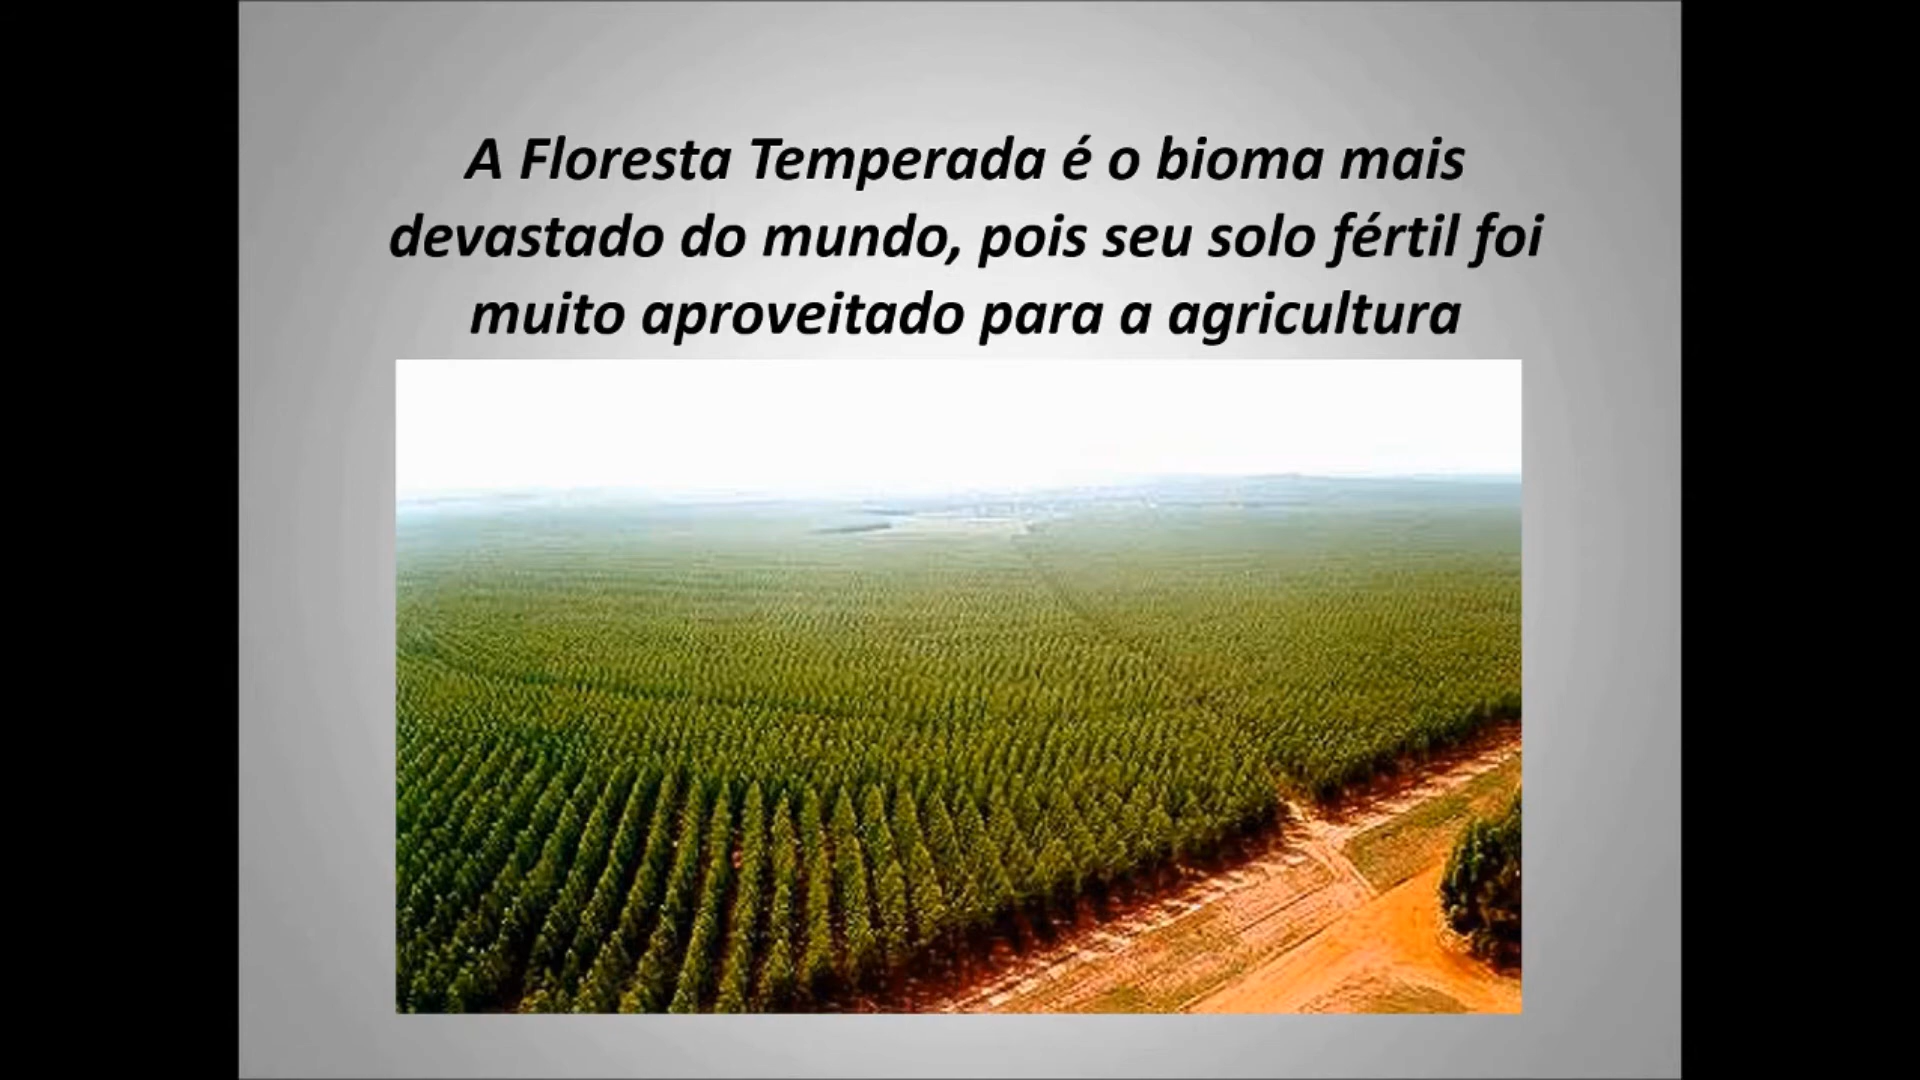 A Floresta Temperada é o bioma mais
devastado do mundo, pois seu solo fértil foi
muito aproveitado para a agricultura